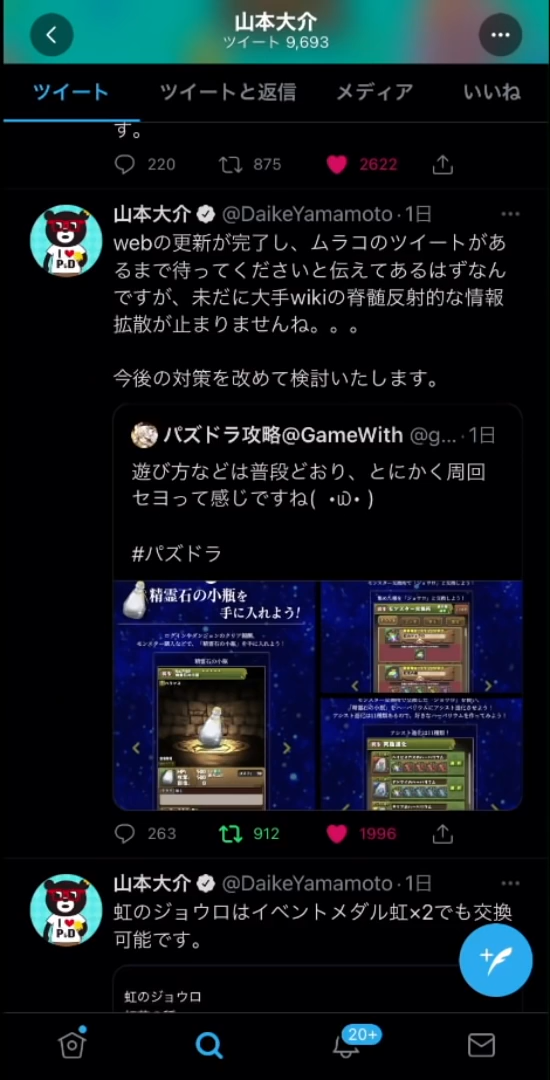 山本大介
ツイート 9,693
ツイート ツイートと返信 メディア いいね
す。
220 875 2622
山本大介 @DaikeYamamoto · 1日
webの更新が完了し、ムラコのツイートがあ
るまで待ってくださいと伝えてあるはずなん
ですが、未だに大手wikiの脊髄反射的な情報
拡散が止まりませんね。。。
今後の対策を改めて検討いたします。
パズドラ攻略@GameWith @g... · 1日
遊び方などは普段どおり、とにかく周回
セヨって感じですね( •ω• )
#パズドラ
精霊石の小瓶を
手に入れよう!
精霊石の小瓶
263 912 1996
山本大介 @DaikeYamamoto · 1日
I ♥
P&D
虹のジョウロはイベントメダル虹×2でも交換
可能です。
虹のジョウロ
20+